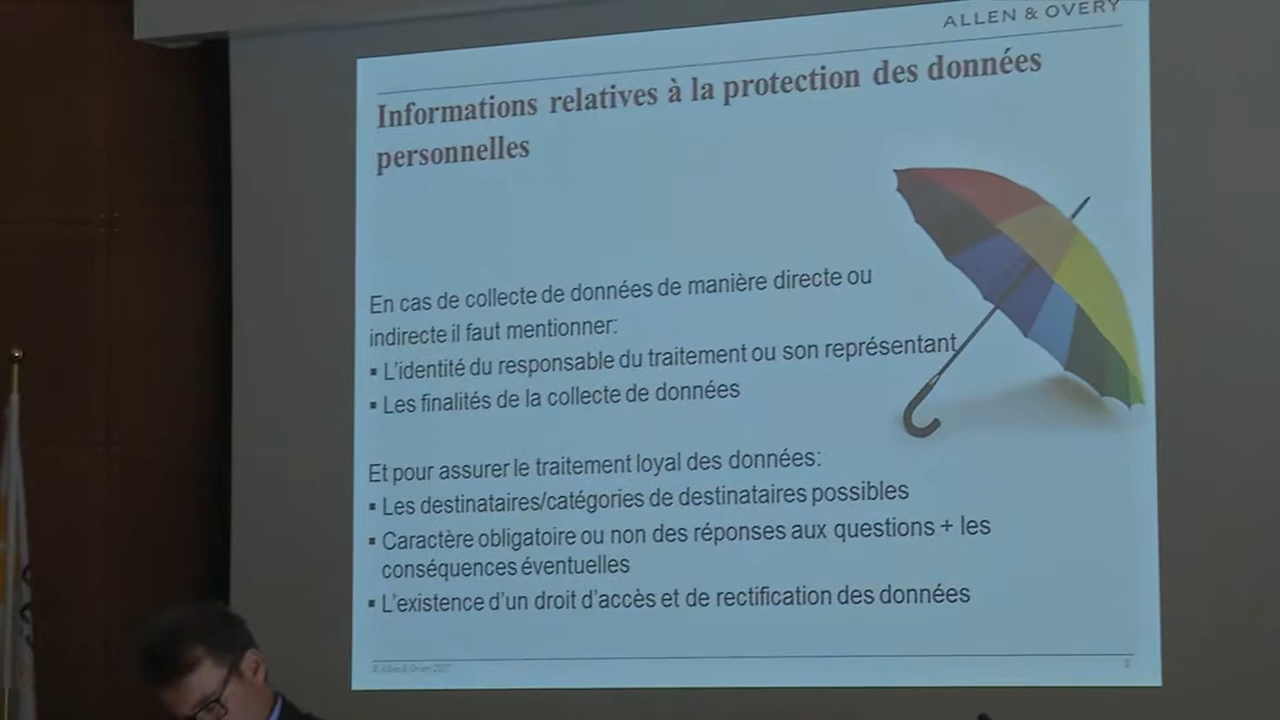 ALLEN & OVERY
Informations relatives à la protection des données
personnelles
En cas de collecte de données de manière directe ou
indirecte il faut mentionner:
▪ L'identité du responsable du traitement ou son représentant
▪ Les finalités de la collecte de données
Et pour assurer le traitement loyal des données:
▪ Les destinataires/catégories de destinataires possibles
▪ Caractère obligatoire ou non des réponses aux questions + les
conséquences éventuelles
▪ L'existence d'un droit d'accès et de rectification des données
© Allen & Overy